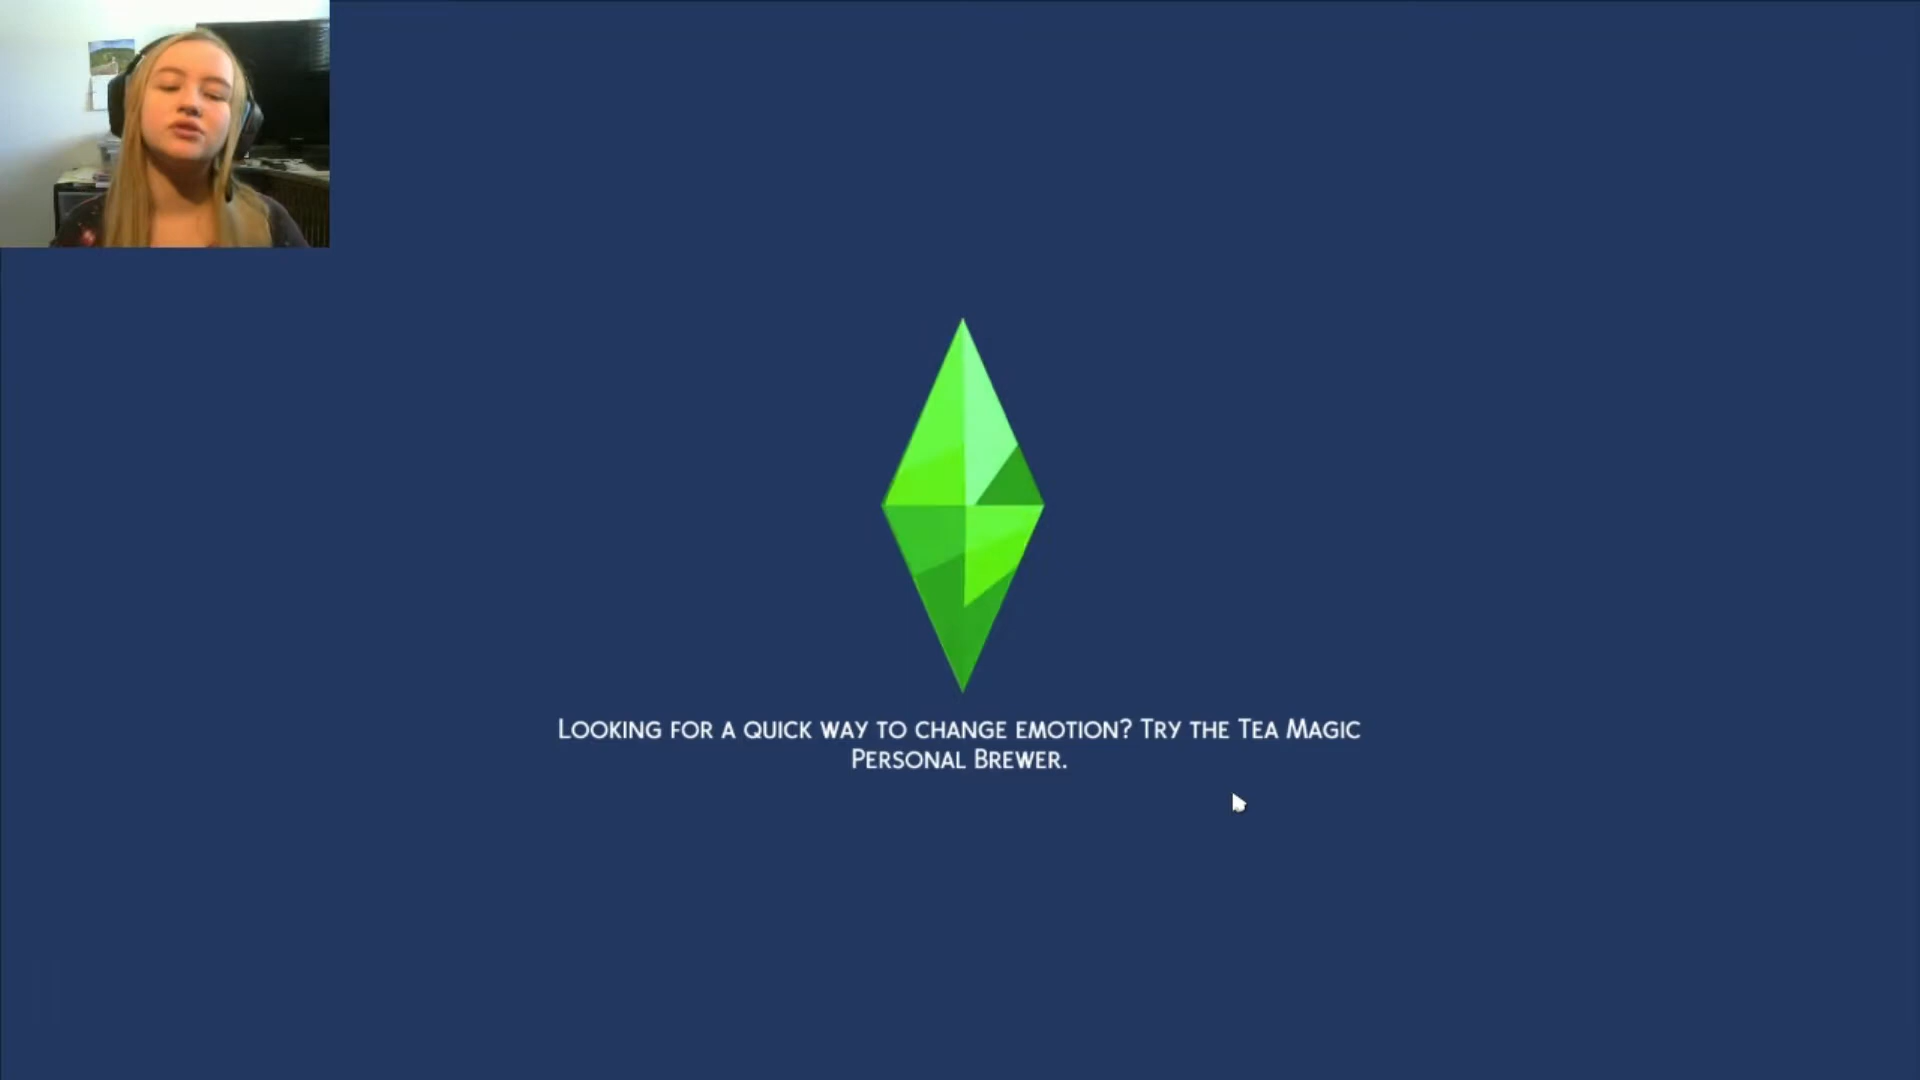 Looking for a quick way to change emotion? Try the Tea Magic
Personal Brewer.